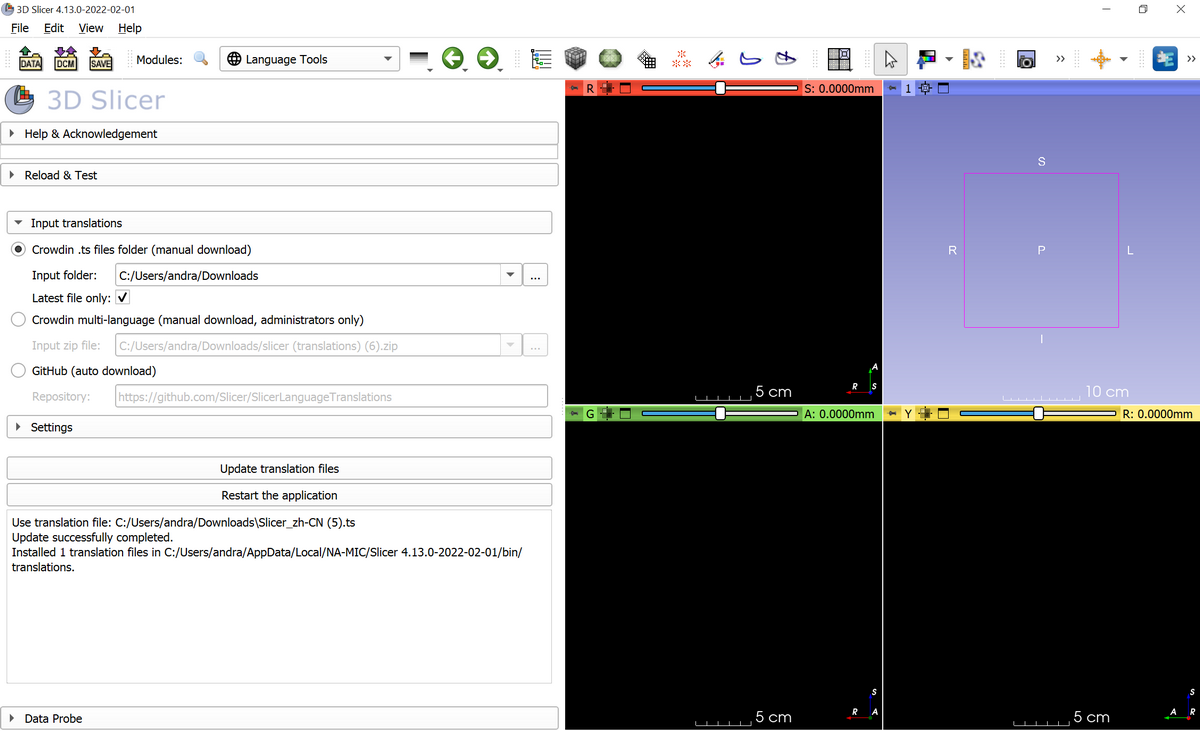 3D Slicer 4.13.0-2022-02-01
File Edit View Help
DATA DCM SAVE Modules: Language Tools »  »
3D Slicer
Help & Acknowledgement
Reload & Test
Input translations
Crowdin .ts files folder (manual download)
Input folder: C:/Users/andra/Downloads ...
Latest file only:
Crowdin multi-language (manual download, administrators only)
Input zip file: C:/Users/andra/Downloads/slicer (translations) (6).zip ...
GitHub (auto download)
Repository: https://github.com/Slicer/SlicerLanguageTranslations
Settings
Update translation files
Restart the application
Use translation file: C:/Users/andra/Downloads\Slicer_zh-CN (5).ts
Update successfully completed.
Installed 1 translation files in C:/Users/andra/AppData/Local/NA-MIC/Slicer 4.13.0-2022-02-01/bin/
translations.
Data Probe
R S: 0.0000mm
A
R S
5 cm
1
S
R P L
I
10 cm
G A: 0.0000mm
S
R A
5 cm
Y R: 0.0000mm
S
A R
5 cm